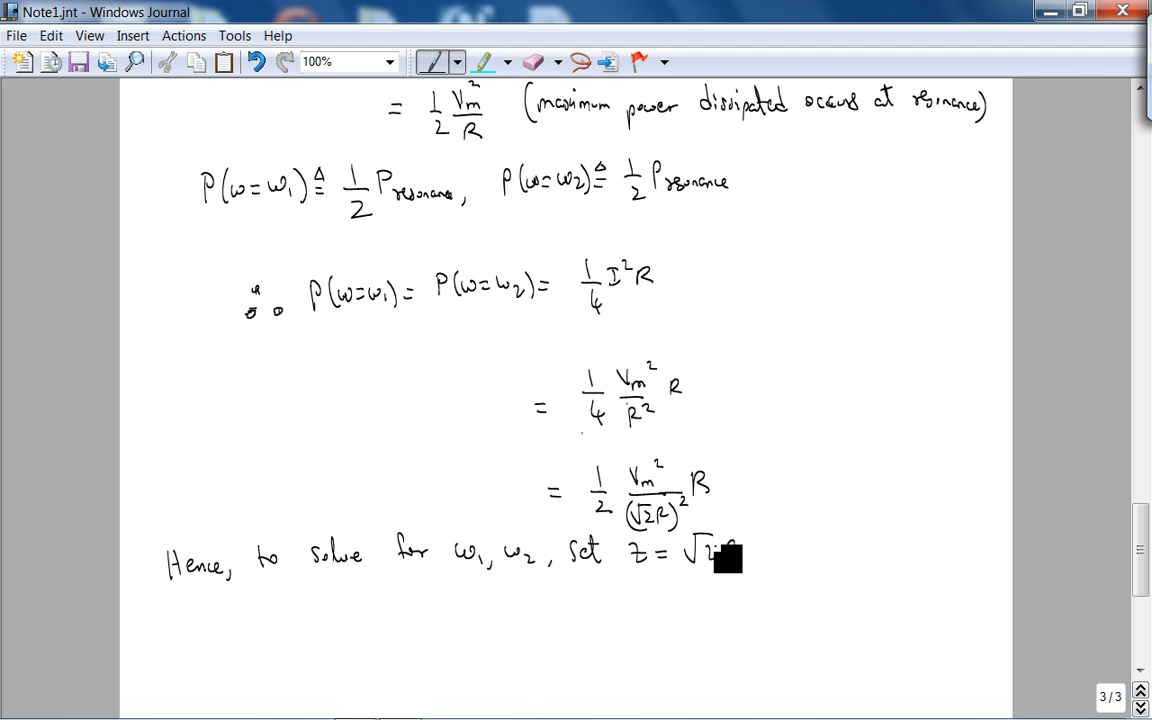 Note1.jnt - Windows Journal
File Edit View Insert Actions Tools Help
100%
= 1/2 Vm²/R (maximum power dissipated occurs at resonance)
P(ω=ω₁) ≜ 1/2 P resonance, P(ω=ω₂) ≜ 1/2 P resonance
∴ P(ω=ω₁) = P(ω=ω₂) = 1/4 I²R
= 1/4 Vm²/R² R
= 1/2 Vm²/(√2R)² R
Hence, to solve for ω₁, ω₂, set Z = √2
3/3